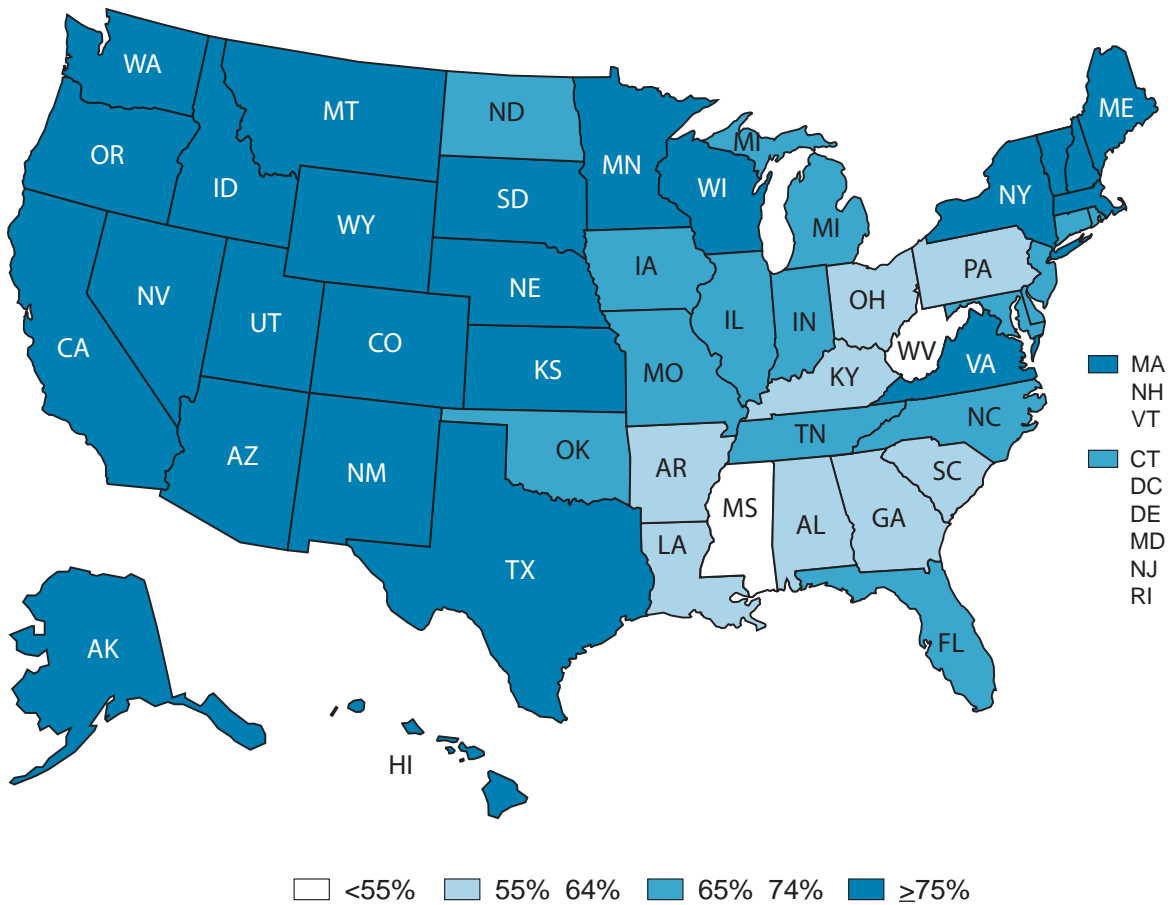 WA
MT
ND
MN
ME
OR
ID
SD
WI
MI
MI
NY
WY
IA
PA
NV
UT
CO
NE
IL
IN
OH
CA
KS
MO
WV
VA
KY
MA
NH
VT
AZ
NM
OK
AR
TN
NC
CT
DC
DE
MD
NJ
RI
MS
AL
GA
SC
LA
TX
FL
AK
HI
<55% 55% 64% 65% 74% ≥75%